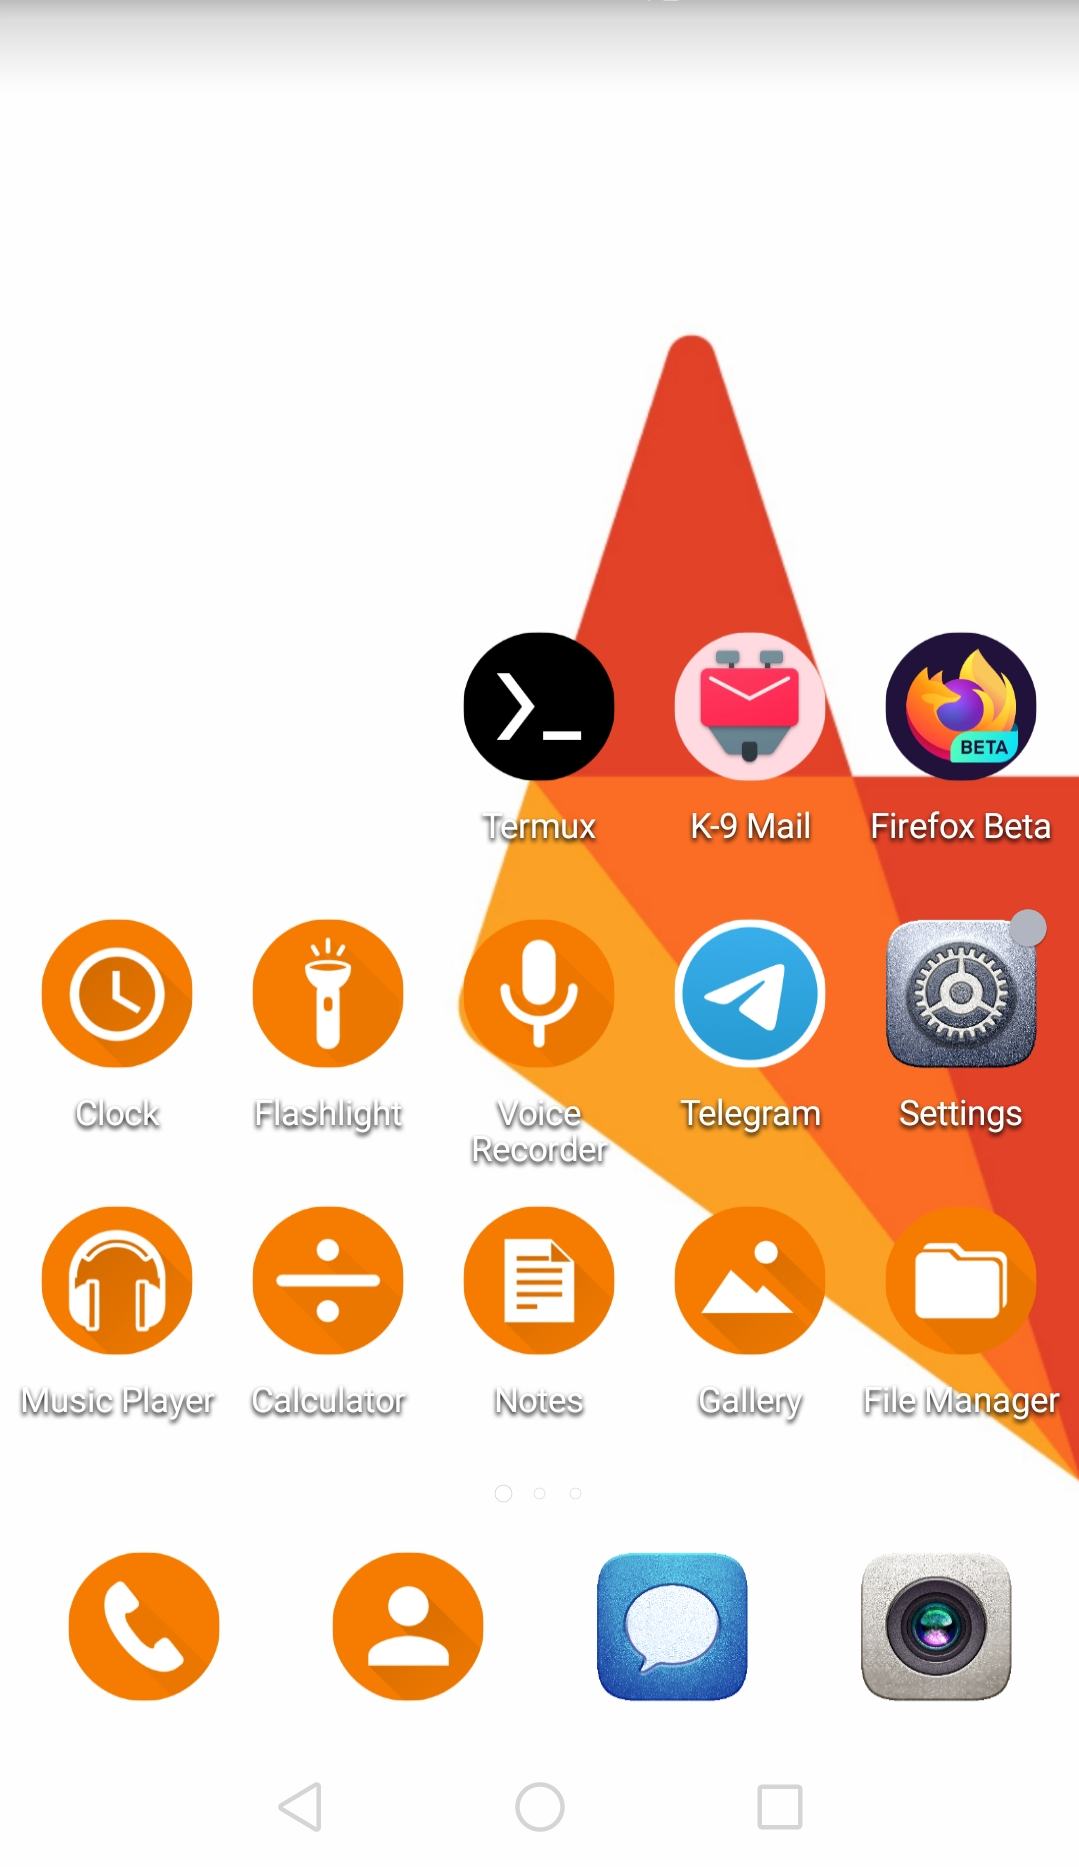 BETA
Termux K-9 Mail Firefox Beta
Clock Flashlight Voice Recorder Telegram Settings
Music Player Calculator Notes Gallery File Manager